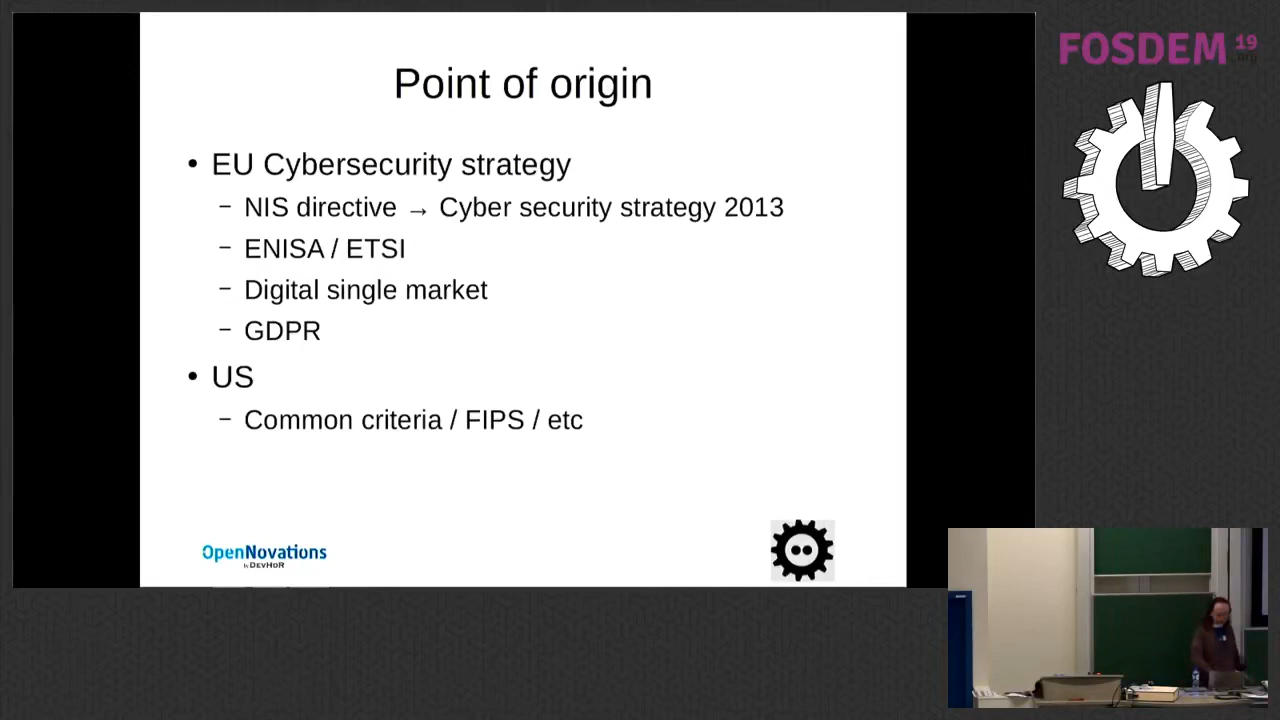 Point of origin
• EU Cybersecurity strategy
– NIS directive → Cyber security strategy 2013
– ENISA / ETSI
– Digital single market
– GDPR
• US
– Common criteria / FIPS / etc
OpenNovations
by DEVHOR
FOSDEM 19
.org